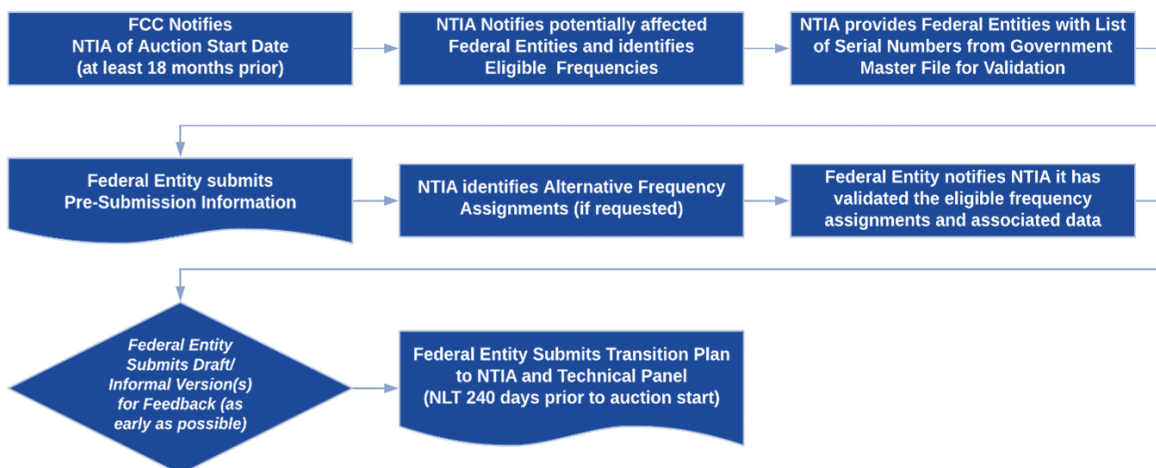 FCC Notifies
NTIA of Auction Start Date
(at least 18 months prior)
NTIA Notifies potentially affected
Federal Entities and identifies
Eligible  Frequencies
NTIA provides Federal Entities with List
of Serial Numbers from Government
Master File for Validation
Federal Entity submits
Pre-Submission Information
NTIA identifies Alternative Frequency
Assignments (if requested)
Federal Entity notifies NTIA it has
validated the eligible frequency
assignments and associated data
Federal Entity
Submits Draft/
Informal Version(s)
for Feedback (as
early as possible)
Federal Entity Submits Transition Plan
to NTIA and Technical Panel
(NLT 240 days prior to auction start)